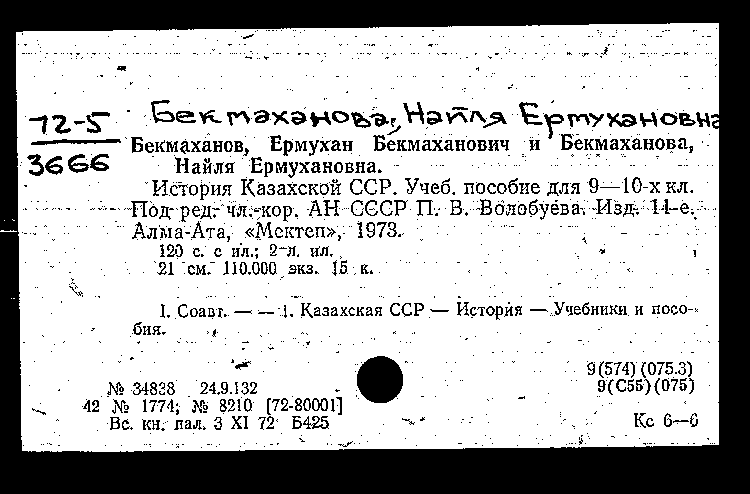 72-5
3666
Бекмаханова, Найля Ермухановна
Бекмаханов, Ермухан Бекмаханович и Бекмаханова,
Найля Ермухановна.
История Казахской ССР. Учеб. пособие для 9—10-х кл.
Под ред. чл.-кор. АН СССР П. В. Волобуева. Изд. 11-е.
Алма-Ата, «Мектеп», 1973.
120 с. с ил.; 2 л. ил.
21 см. 110.000 экз. 15 к.
I. Соавт. — — 1. Казахская ССР — История — Учебники и посо-
бия.
9(574)(075.3)
№ 34828 24.9.132
9(С55)(075)
42 № 1774; № 8210 [72-80001]
Вс. кн. пал. 3 XI 72 Б425
Кс 6—6